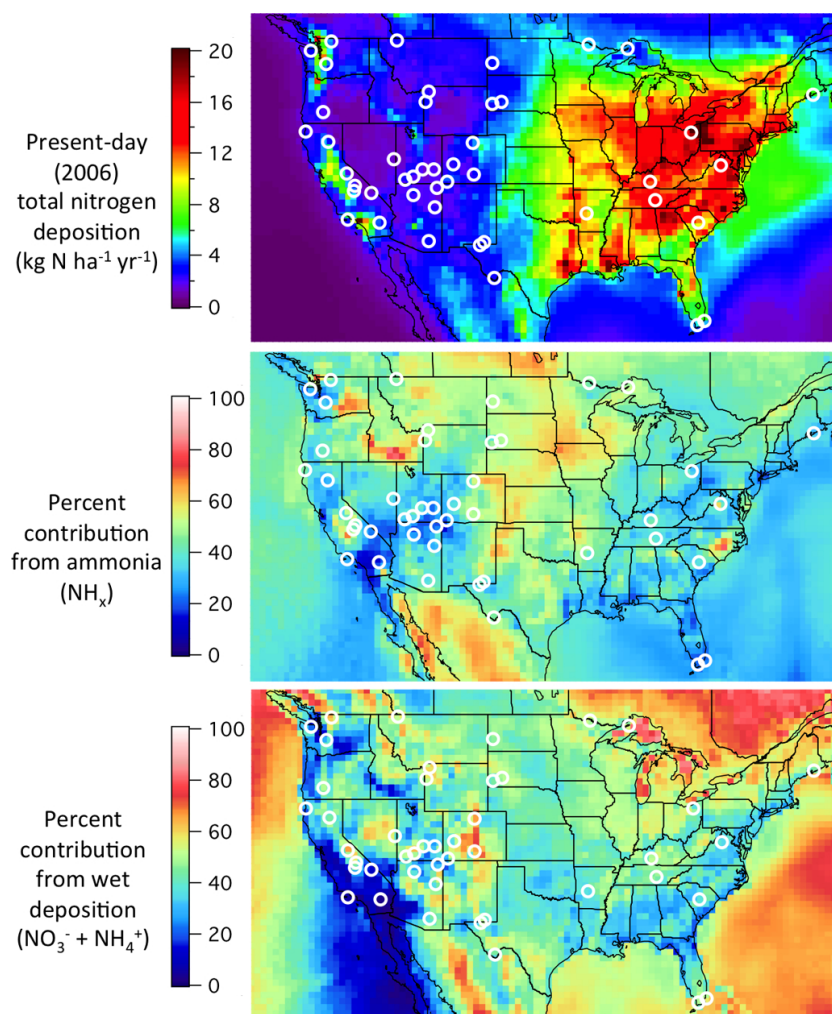 Present-day
(2006)
total nitrogen
deposition
(kg N ha⁻¹ yr⁻¹)
20
16
12
8
4
0
Percent
contribution
from ammonia
(NHₓ)
100
80
60
40
20
0
Percent
contribution
from wet
deposition
(NO₃⁻ + NH₄⁺)
100
80
60
40
20
0